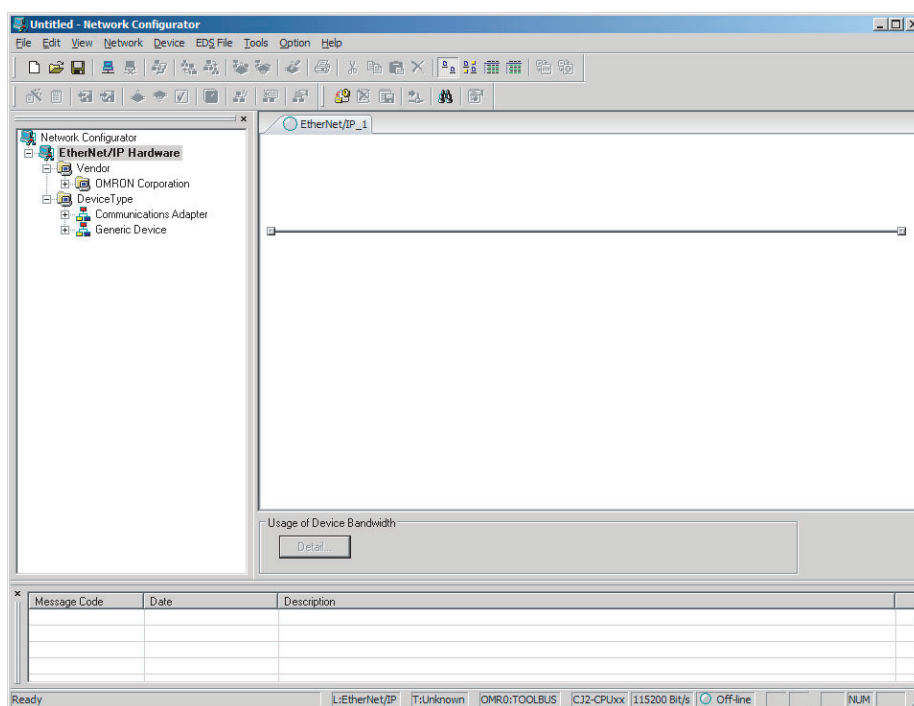 Untitled - Network Configurator
File Edit View Network Device EDS File Tools Option Help
EtherNet/IP_1
Network Configurator
EtherNet/IP Hardware
Vendor
OMRON Corporation
DeviceType
Communications Adapter
Generic Device
Usage of Device Bandwidth
Detail...
Message Code Date Description
Ready L:EtherNet/IP T:Unknown OMR0:TOOLBUS CJ2-CPUxx 115200 Bit/s Off-line NUM